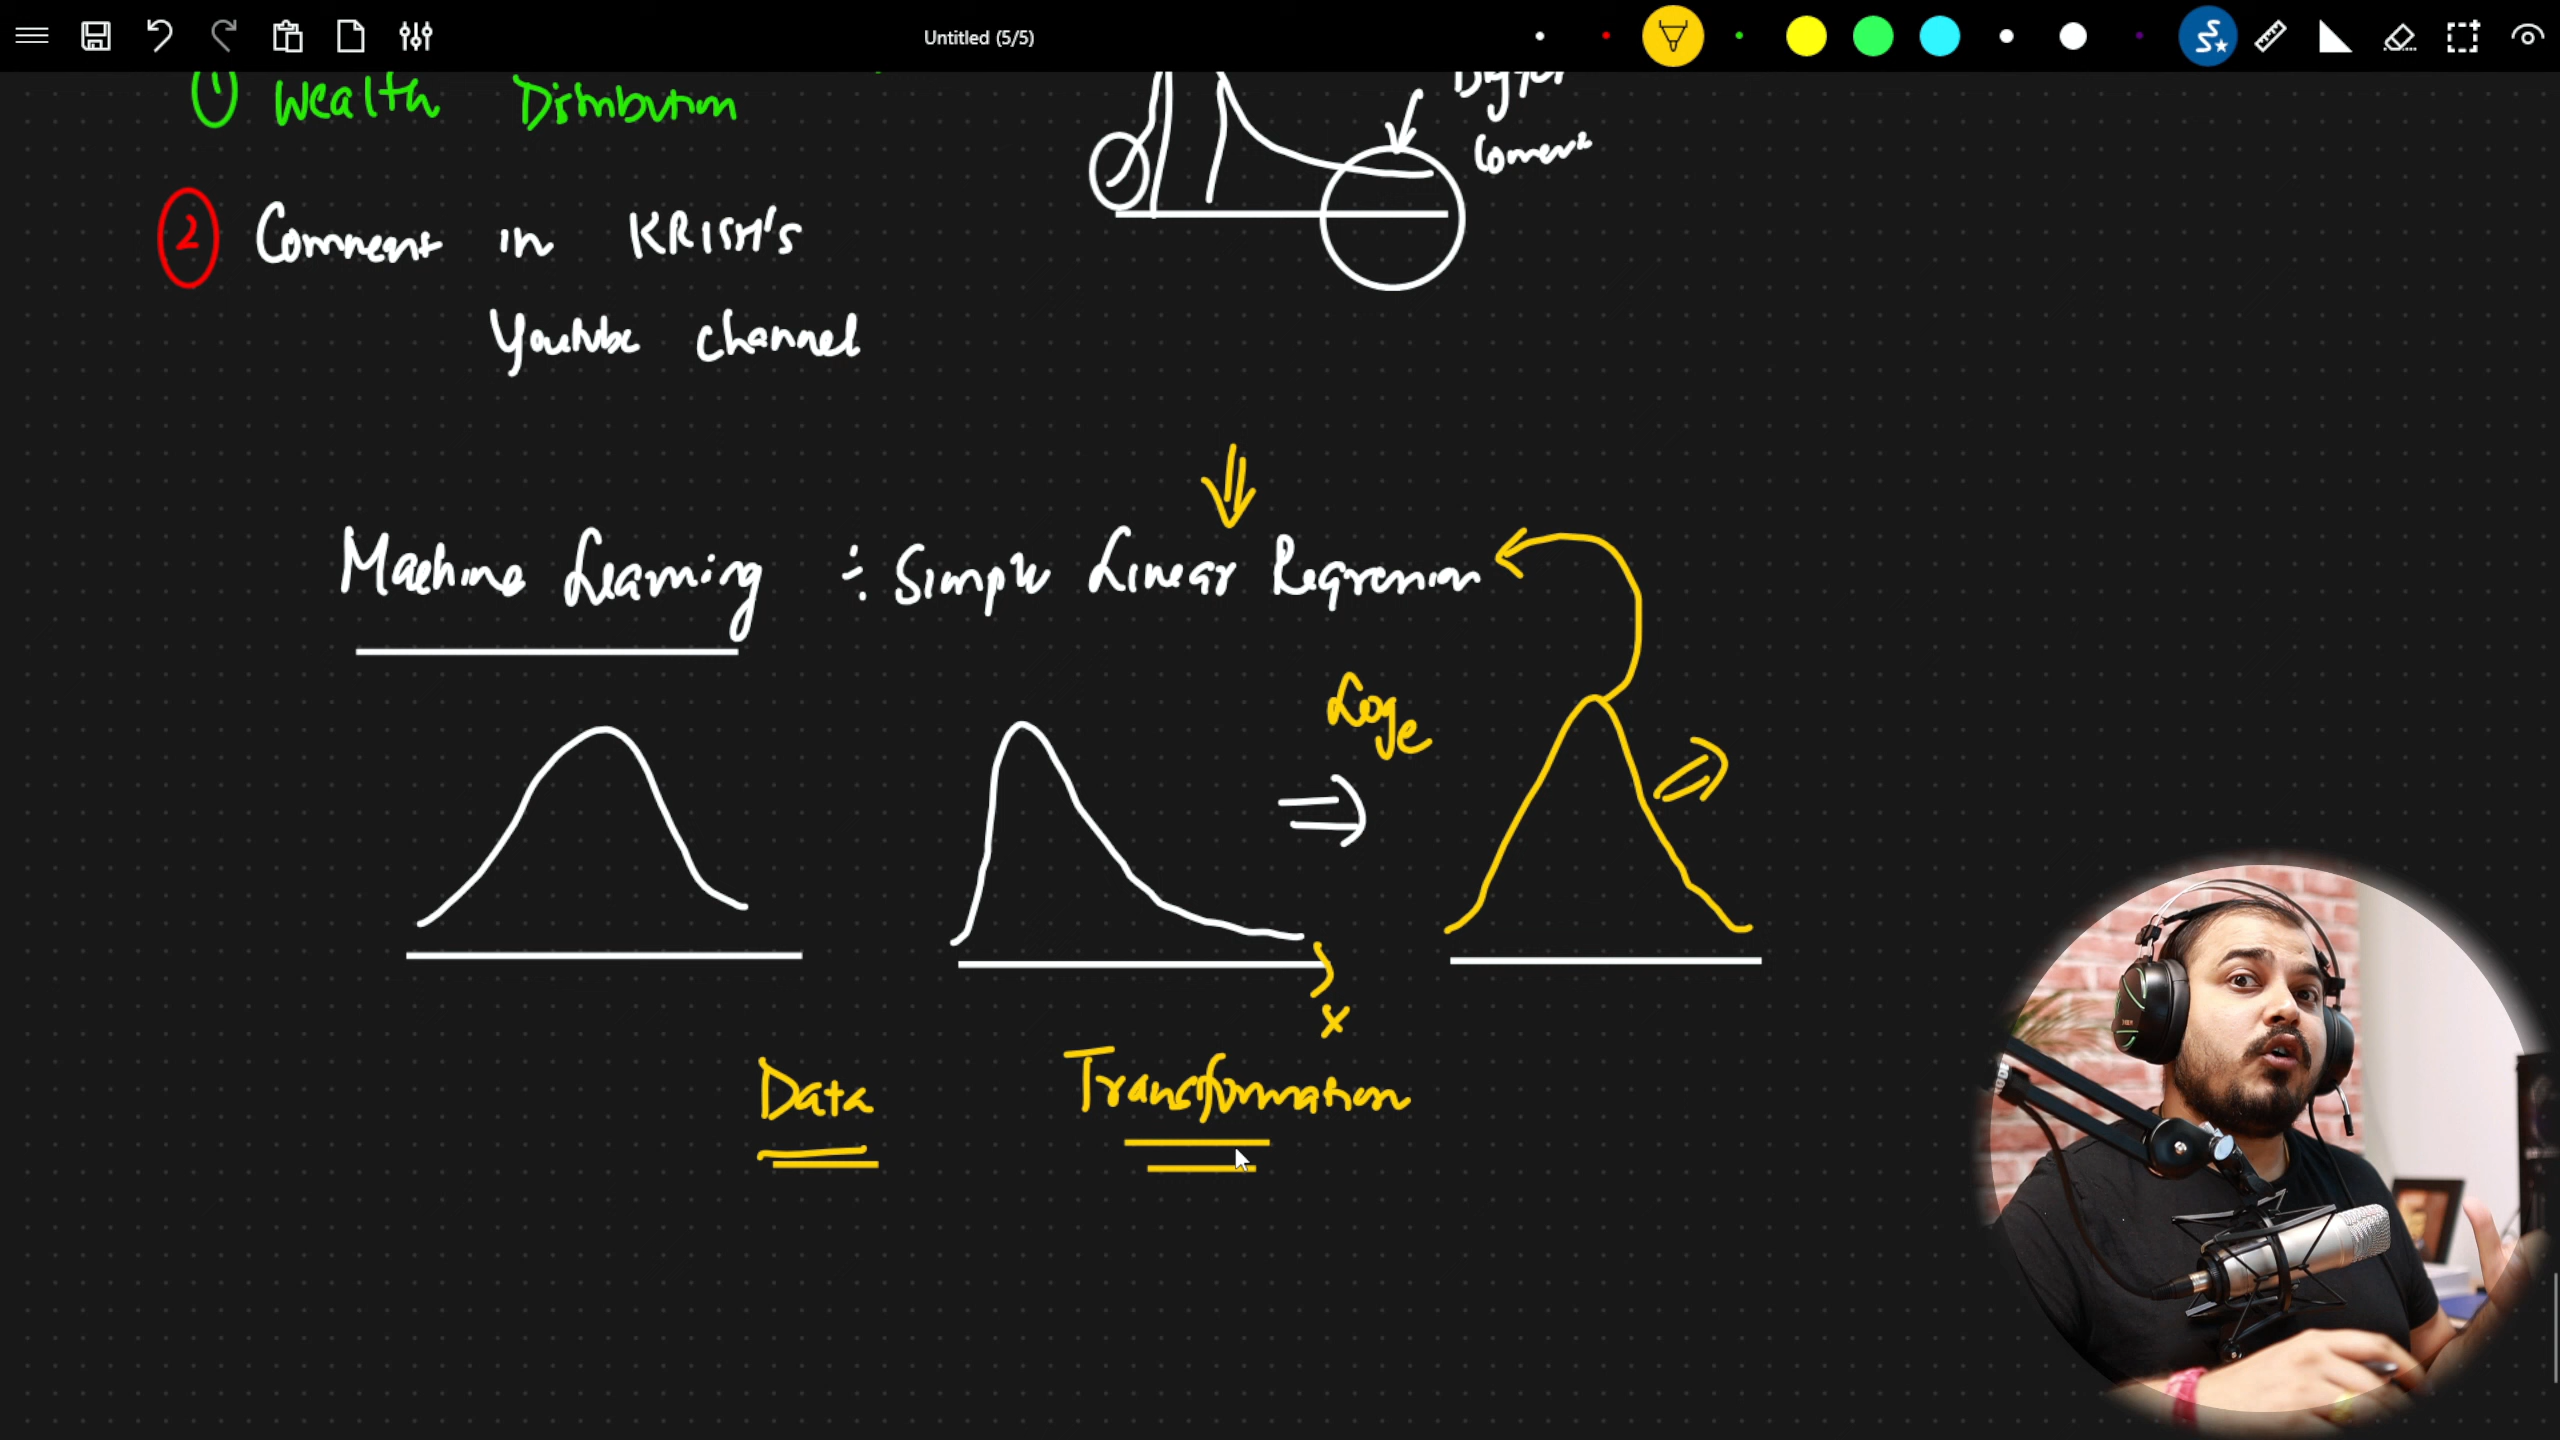 Untitled (5/5)
1 Wealth Distribution
2 Comment in KRISH's
Youtube channel
Machine Learning ÷ Simple Linear Regression
Loge
x
Data Transformation